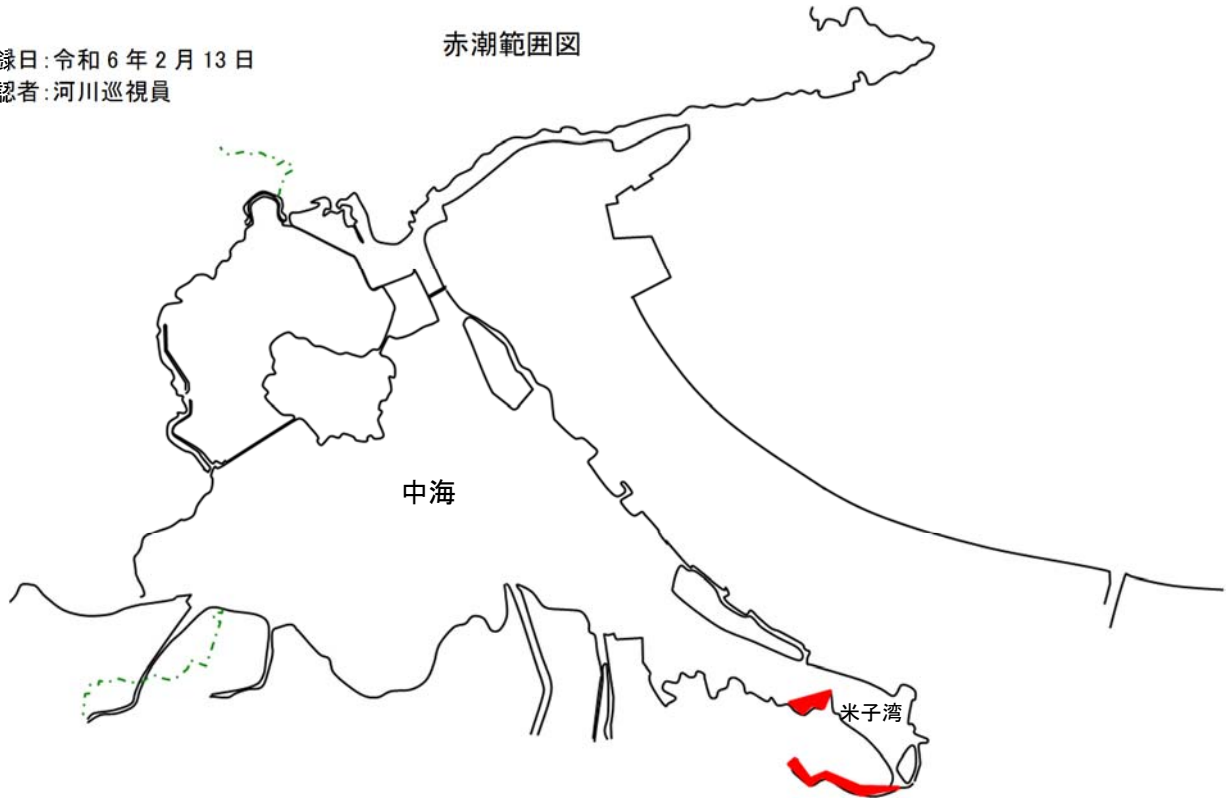 赤潮範囲図
録日:令和6年2月13日
認者:河川巡視員
中海
米子湾